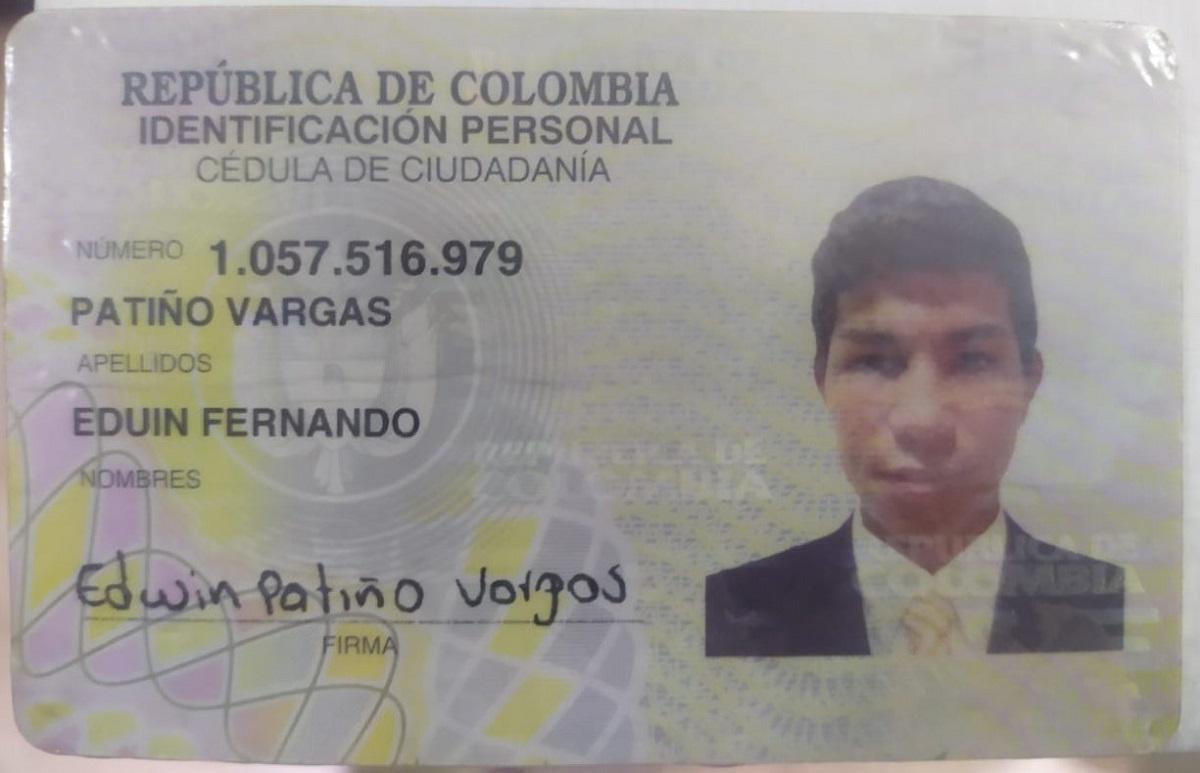 REPÚBLICA DE COLOMBIA
IDENTIFICACIÓN PERSONAL
CÉDULA DE CIUDADANÍA
NÚMERO 1.057.516.979
PATIÑO VARGAS
APELLIDOS
EDUIN FERNANDO
NOMBRES
REPÚBLICA DE
COLOMBIA
Edwin Patiño Vargas
FIRMA
REPÚBLICA DE
COLOMBIA